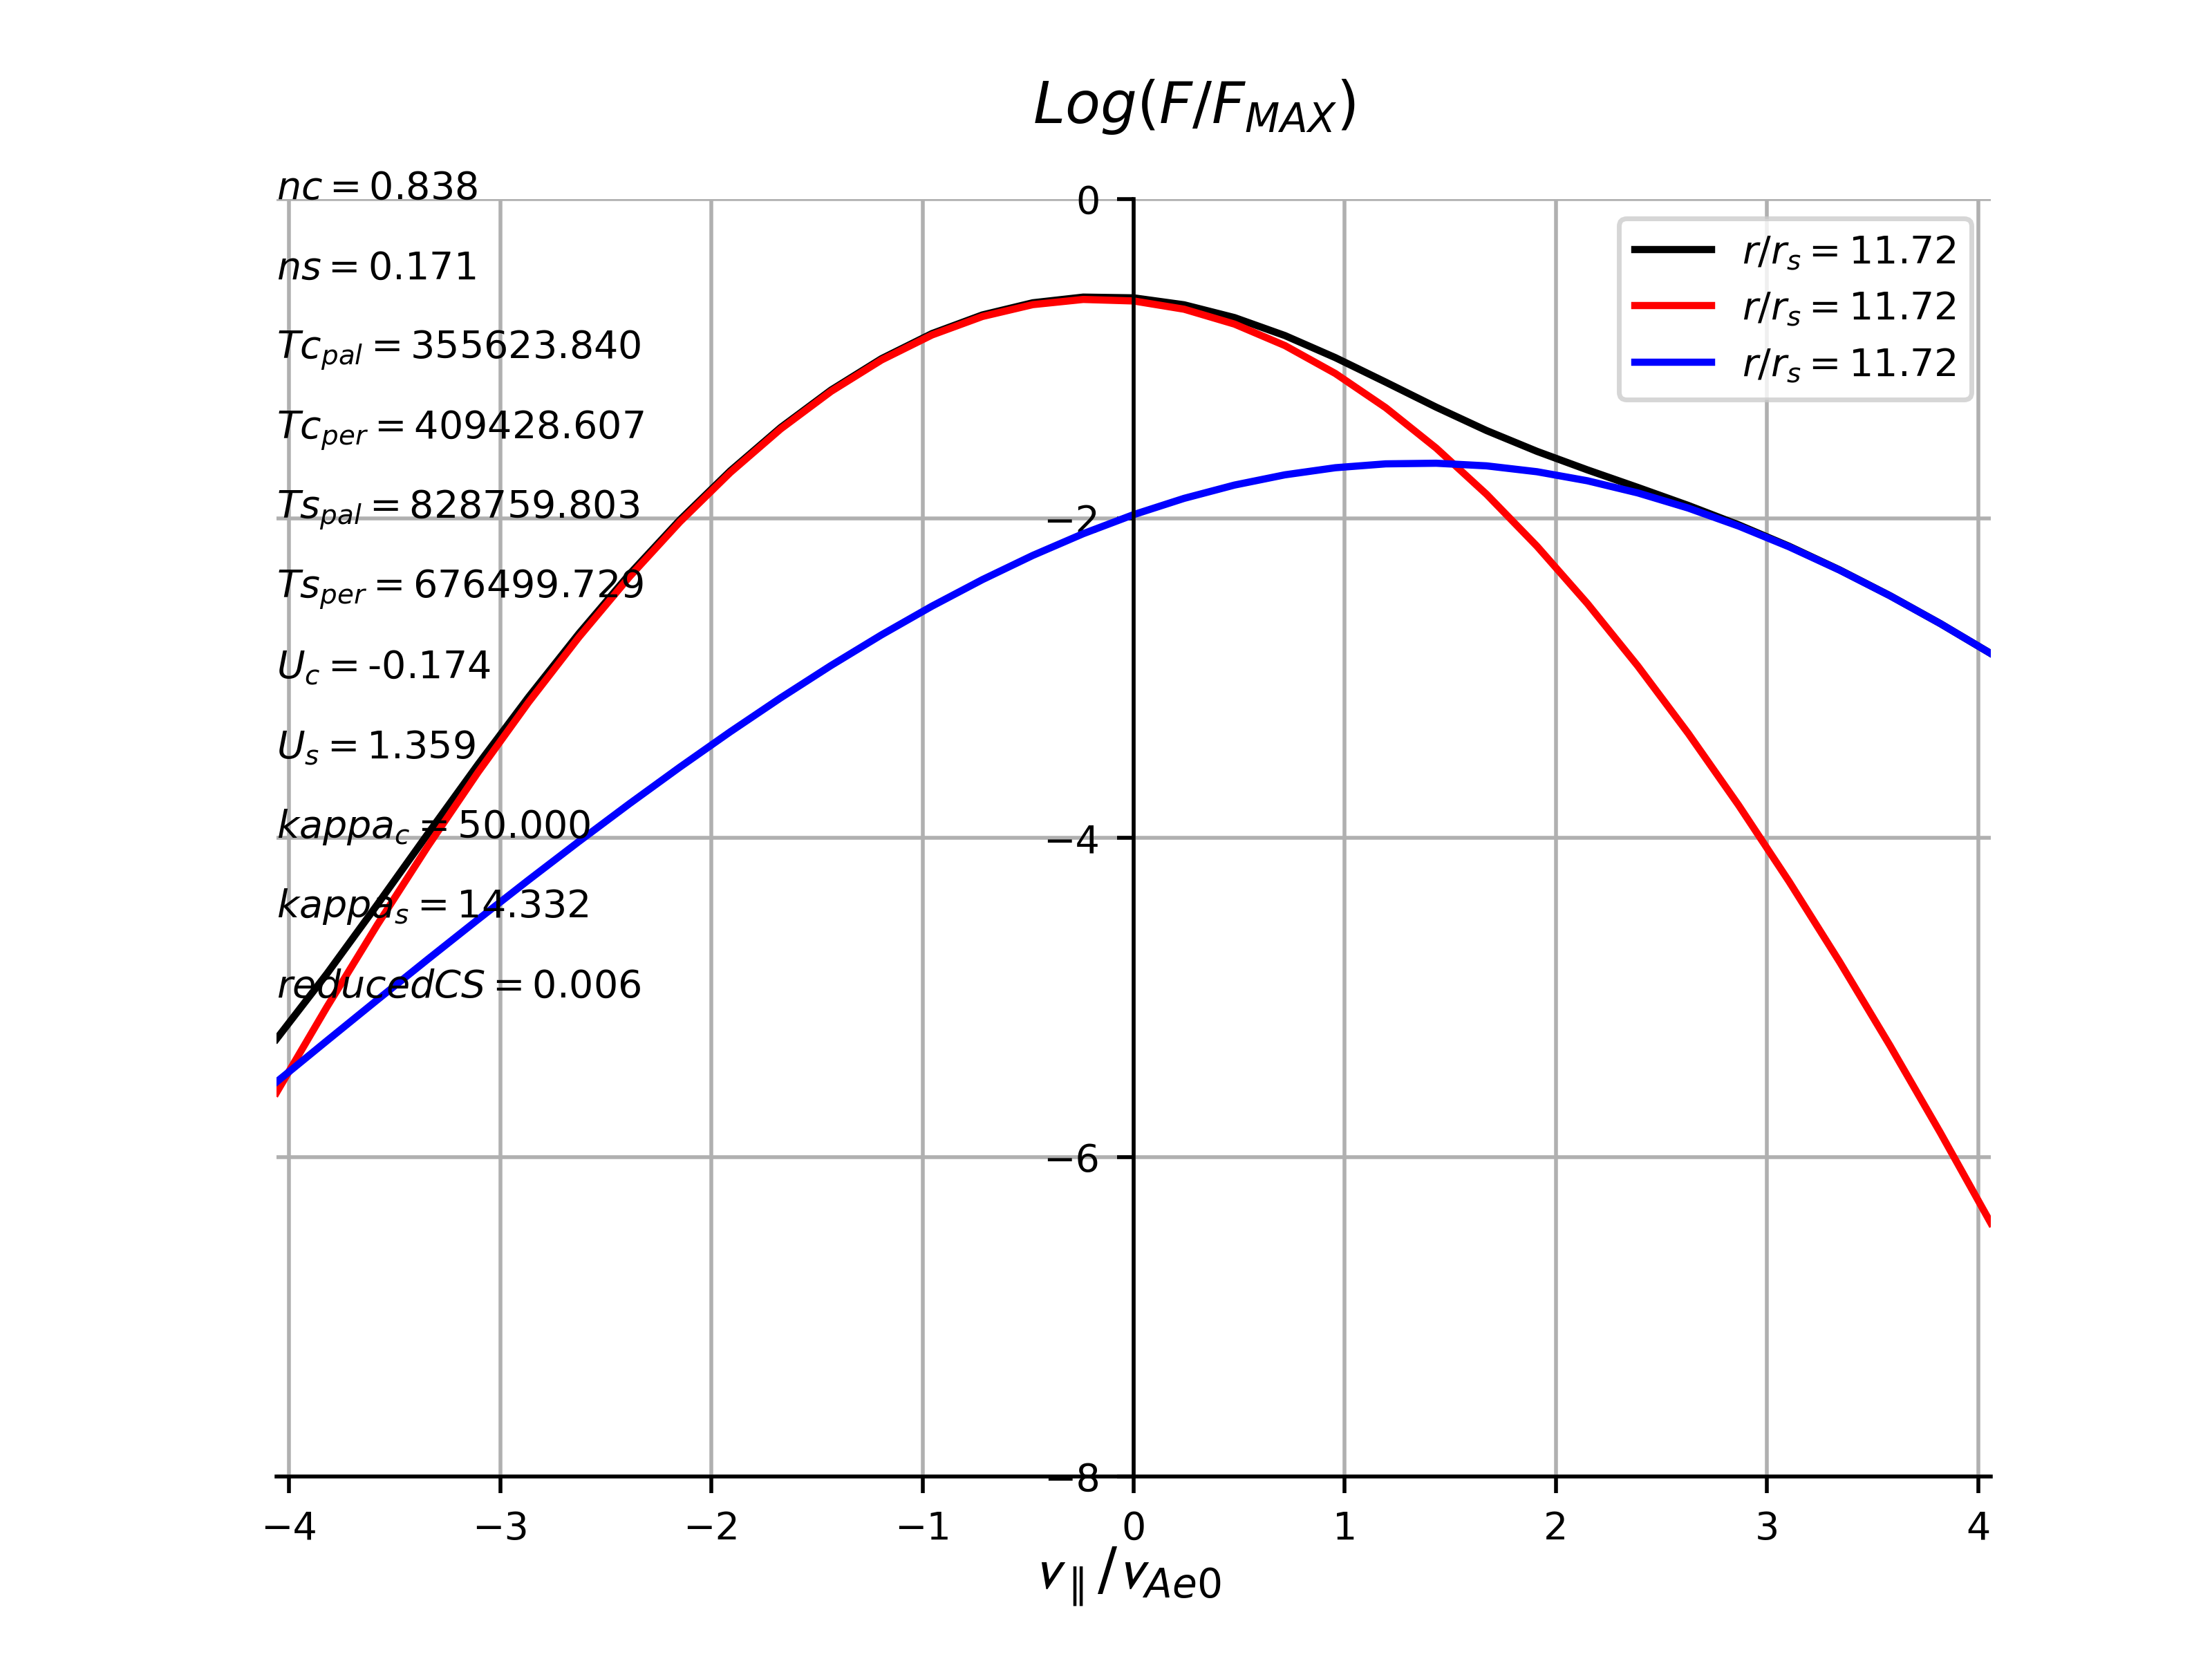 Log(F/F_MAX)
nc = 0.838
ns = 0.171
Tc_pal = 355623.840
Tc_per = 409428.607
Ts_pal = 828759.803
Ts_per = 676499.729
U_c = -0.174
U_s = 1.359
kappa_c = 50.000
kappa_s = 14.332
reducedCS = 0.006
0
−2
−4
−6
−8
r/r_s = 11.72
r/r_s = 11.72
r/r_s = 11.72
−4 −3 −2 −1 0 1 2 3 4
v_∥/v_Ae0